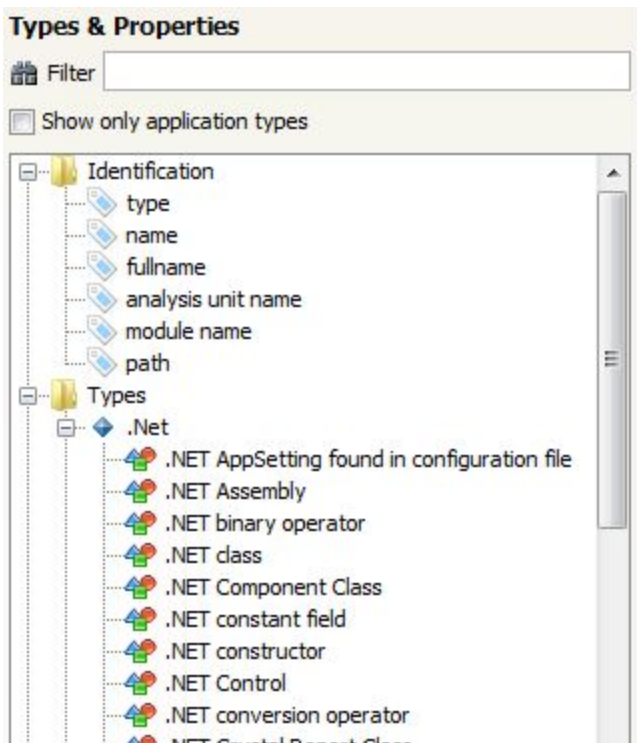 Types & Properties
Filter
Show only application types
Identification
type
name
fullname
analysis unit name
module name
path
Types
.Net
.NET AppSetting found in configuration file
.NET Assembly
.NET binary operator
.NET class
.NET Component Class
.NET constant field
.NET constructor
.NET Control
.NET conversion operator